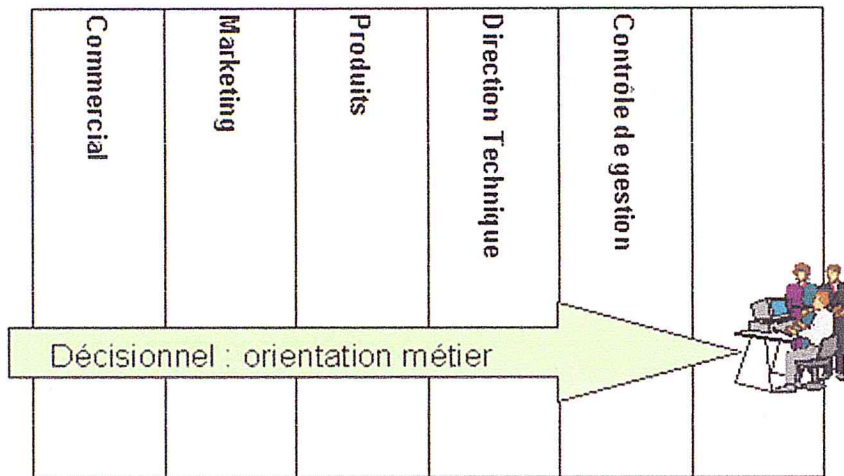 Commercial
Marketing
Produits
Direction Technique
Contrôle de gestion
Décisionnel : orientation métier